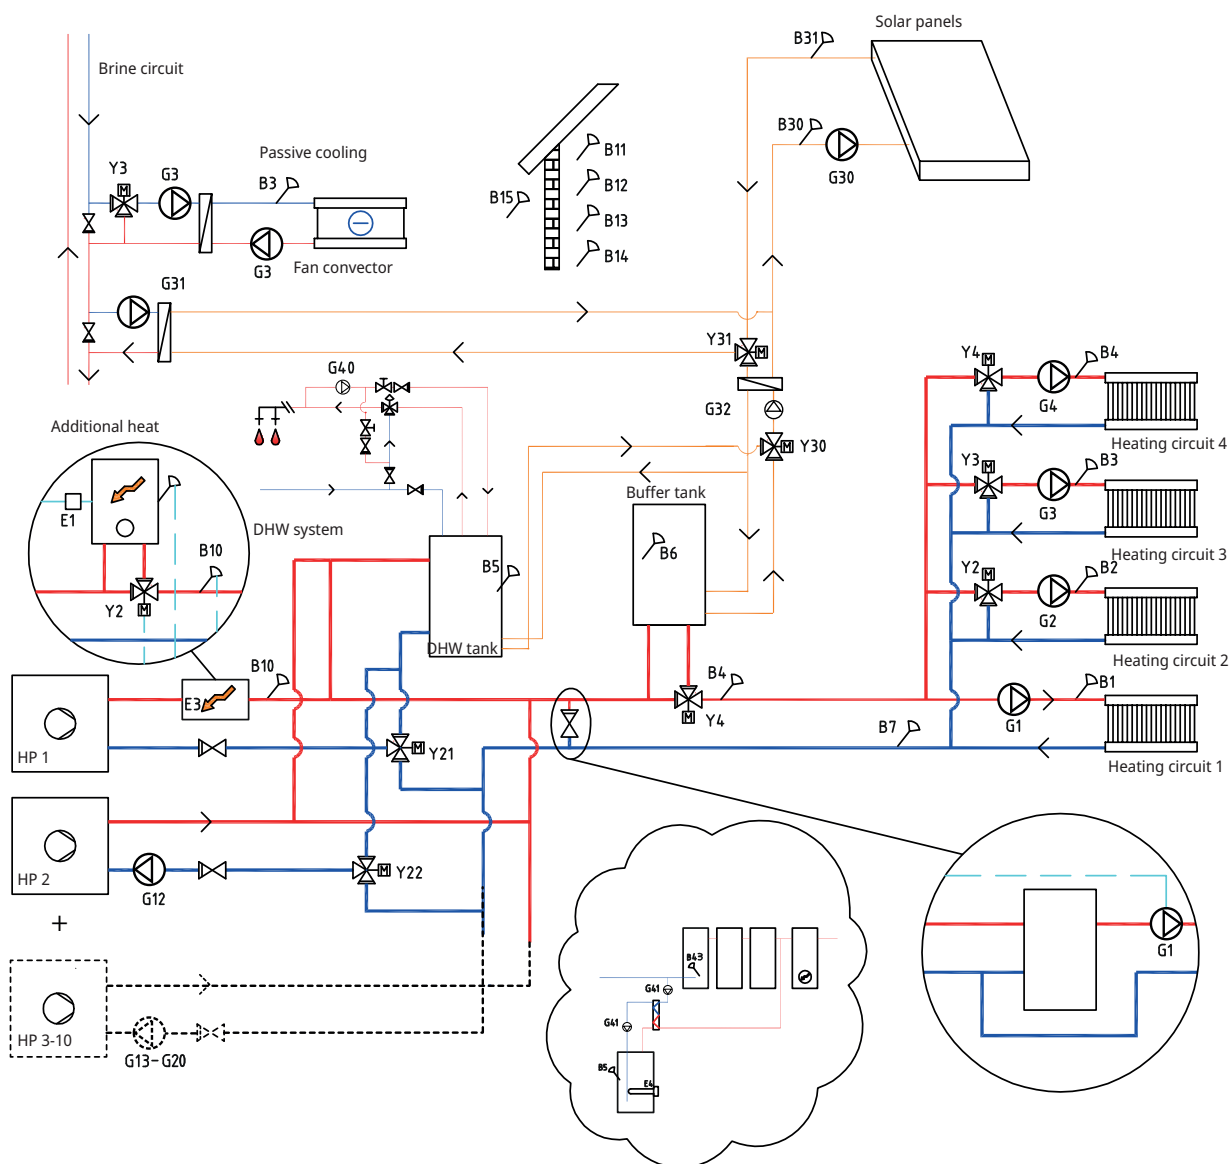 Solar panels
B31
Brine circuit
B30
G30
Passive cooling
Y3
G3
B3
B15
B11
B12
B13
B14
G3
Fan convector
G31
Y31
M
G32
G40
Y30
M
Y4
M
B4
G4
Heating circuit 4
Additional heat
E1
B10
Y2
M
DHW system
Buffer tank
B6
B5
DHW tank
Y3
M
B3
G3
Heating circuit 3
Y2
M
B2
G2
Heating circuit 2
B10
E3
HP 1
B4
Y4
M
B1
G1
B7
Heating circuit 1
M
Y21
HP 2
G12
M
Y22
+
HP 3-10
G13-G20
B43
G41
G41
B5
E4
G1
M